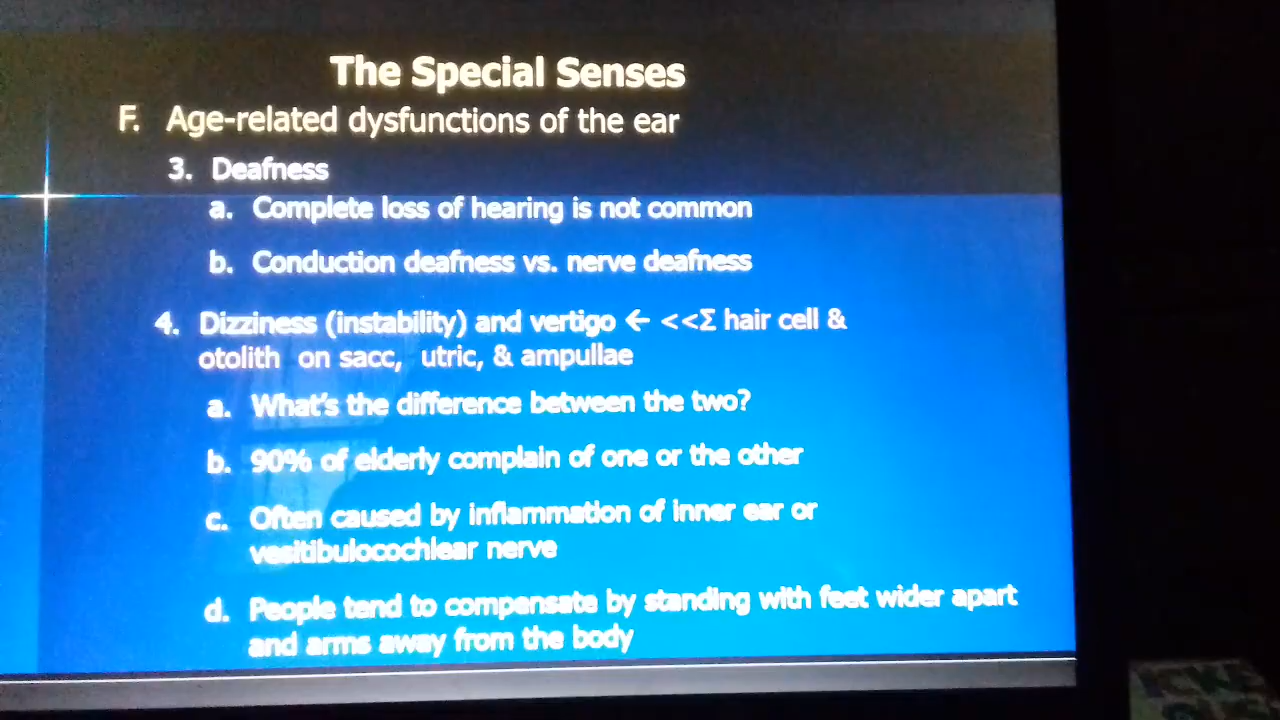 The Special Senses
F. Age-related dysfunctions of the ear
3. Deafness
a. Complete loss of hearing is not common
b. Conduction deafness vs. nerve deafness
4. Dizziness (instability) and vertigo ← <<Σ hair cell &
otolith on sacc, utric, & ampullae
a. What's the difference between the two?
b. 90% of elderly complain of one or the other
c. Often caused by inflammation of inner ear or
vesitibulocochlear nerve
d. People tend to compensate by standing with feet wider apart
and arms away from the body